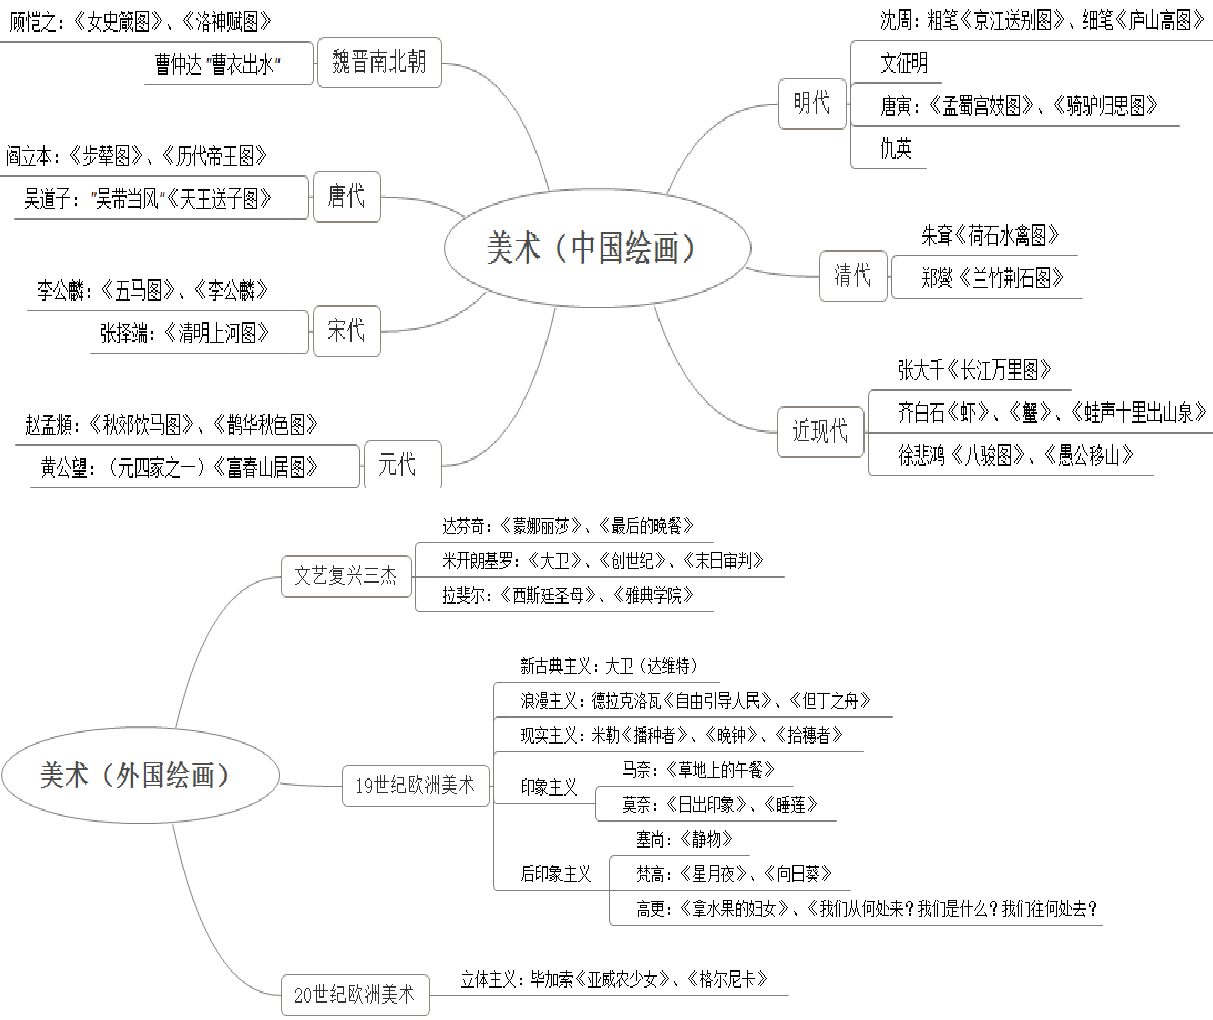 美术（中国绘画）
魏晋南北朝
顾恺之：《女史箴图》、《洛神赋图》
曹仲达 "曹衣出水"
唐代
阎立本：《步辇图》、《历代帝王图》
吴道子： "吴带当风"《天王送子图》
宋代
李公麟：《五马图》、《李公麟》
张择端：《清明上河图》
元代
赵孟頫：《秋郊饮马图》、《鹊华秋色图》
黄公望：（元四家之一）《富春山居图》
明代
沈周：粗笔《京江送别图》、细笔《庐山高图》
文征明
唐寅：《孟蜀宫妓图》、《骑驴归思图》
仇英
清代
朱耷《荷石水禽图》
郑燮《兰竹荆石图》
近现代
张大千《长江万里图》
齐白石《虾》、《蟹》、《蛙声十里出山泉》
徐悲鸿《八骏图》、《愚公移山》
美术（外国绘画）
文艺复兴三杰
达芬奇：《蒙娜丽莎》、《最后的晚餐》
米开朗基罗：《大卫》、《创世纪》、《末日审判》
拉斐尔：《西斯廷圣母》、《雅典学院》
19世纪欧洲美术
新古典主义：大卫（达维特）
浪漫主义：德拉克洛瓦《自由引导人民》、《但丁之舟》
现实主义：米勒《播种者》、《晚钟》、《拾穗者》
印象主义
马奈：《草地上的午餐》
莫奈：《日出印象》、《睡莲》
后印象主义
塞尚：《静物》
梵高：《星月夜》、《向日葵》
高更：《拿水果的妇女》、《我们从何处来？我们是什么？我们往何处去？
20世纪欧洲美术
立体主义：毕加索《亚威农少女》、《格尔尼卡》